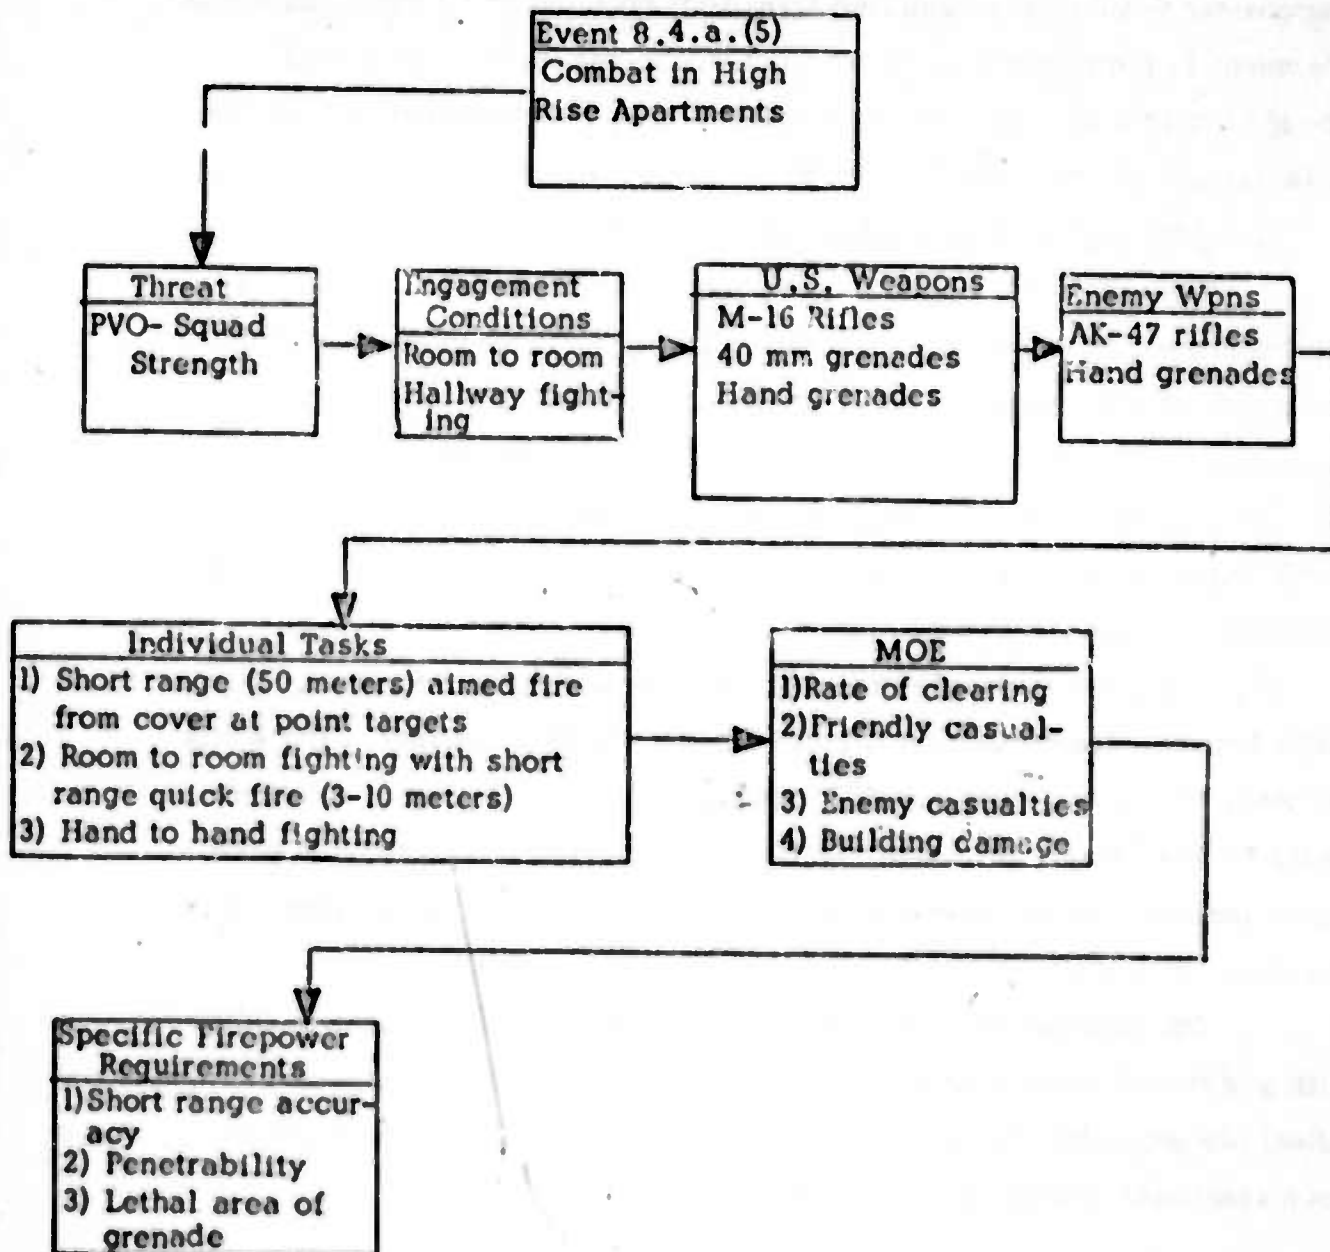 Event 8.4.a.(5)
Combat in High
Rise Apartments
Threat
PVO- Squad
Strength
Engagement
Conditions
Room to room
Hallway fight-
ing
U.S. Weapons
M-16 Rifles
40 mm grenades
Hand grenades
Enemy Wpns
AK-47 rifles
Hand grenades
Individual Tasks
1) Short range (50 meters) aimed fire
from cover at point targets
2) Room to room fighting with short
range quick fire (3-10 meters)
3) Hand to hand fighting
MOE
1)Rate of clearing
2)Friendly casual-
ties
3) Enemy casualties
4) Building damage
Specific Firepower
Requirements
1)Short range accur-
acy
2) Penetrability
3) Lethal area of
grenade